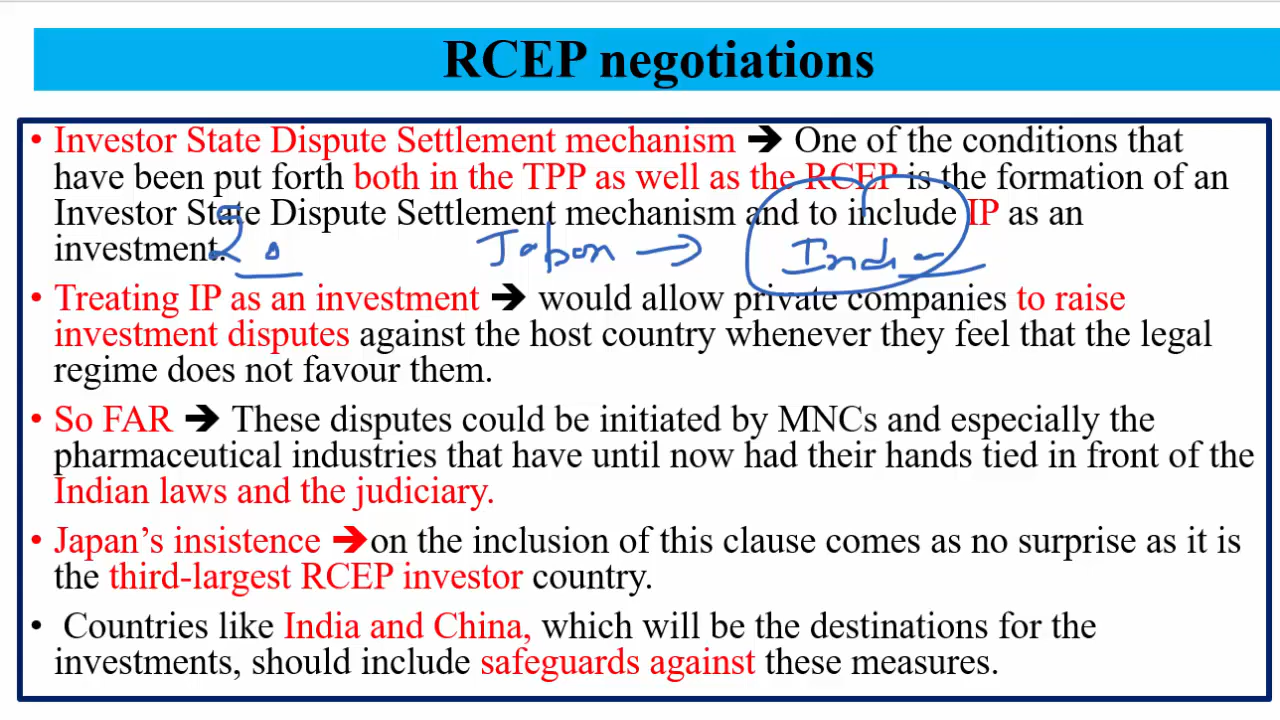 RCEP negotiations
• Investor State Dispute Settlement mechanism ➔ One of the conditions that
have been put forth both in the TPP as well as the RCEP is the formation of an
Investor State Dispute Settlement mechanism and to include IP as an
investment.
Japan → India
• Treating IP as an investment ➔ would allow private companies to raise
investment disputes against the host country whenever they feel that the legal
regime does not favour them.
• So FAR ➔ These disputes could be initiated by MNCs and especially the
pharmaceutical industries that have until now had their hands tied in front of the
Indian laws and the judiciary.
• Japan’s insistence ➔on the inclusion of this clause comes as no surprise as it is
the third-largest RCEP investor country.
• Countries like India and China, which will be the destinations for the
investments, should include safeguards against these measures.